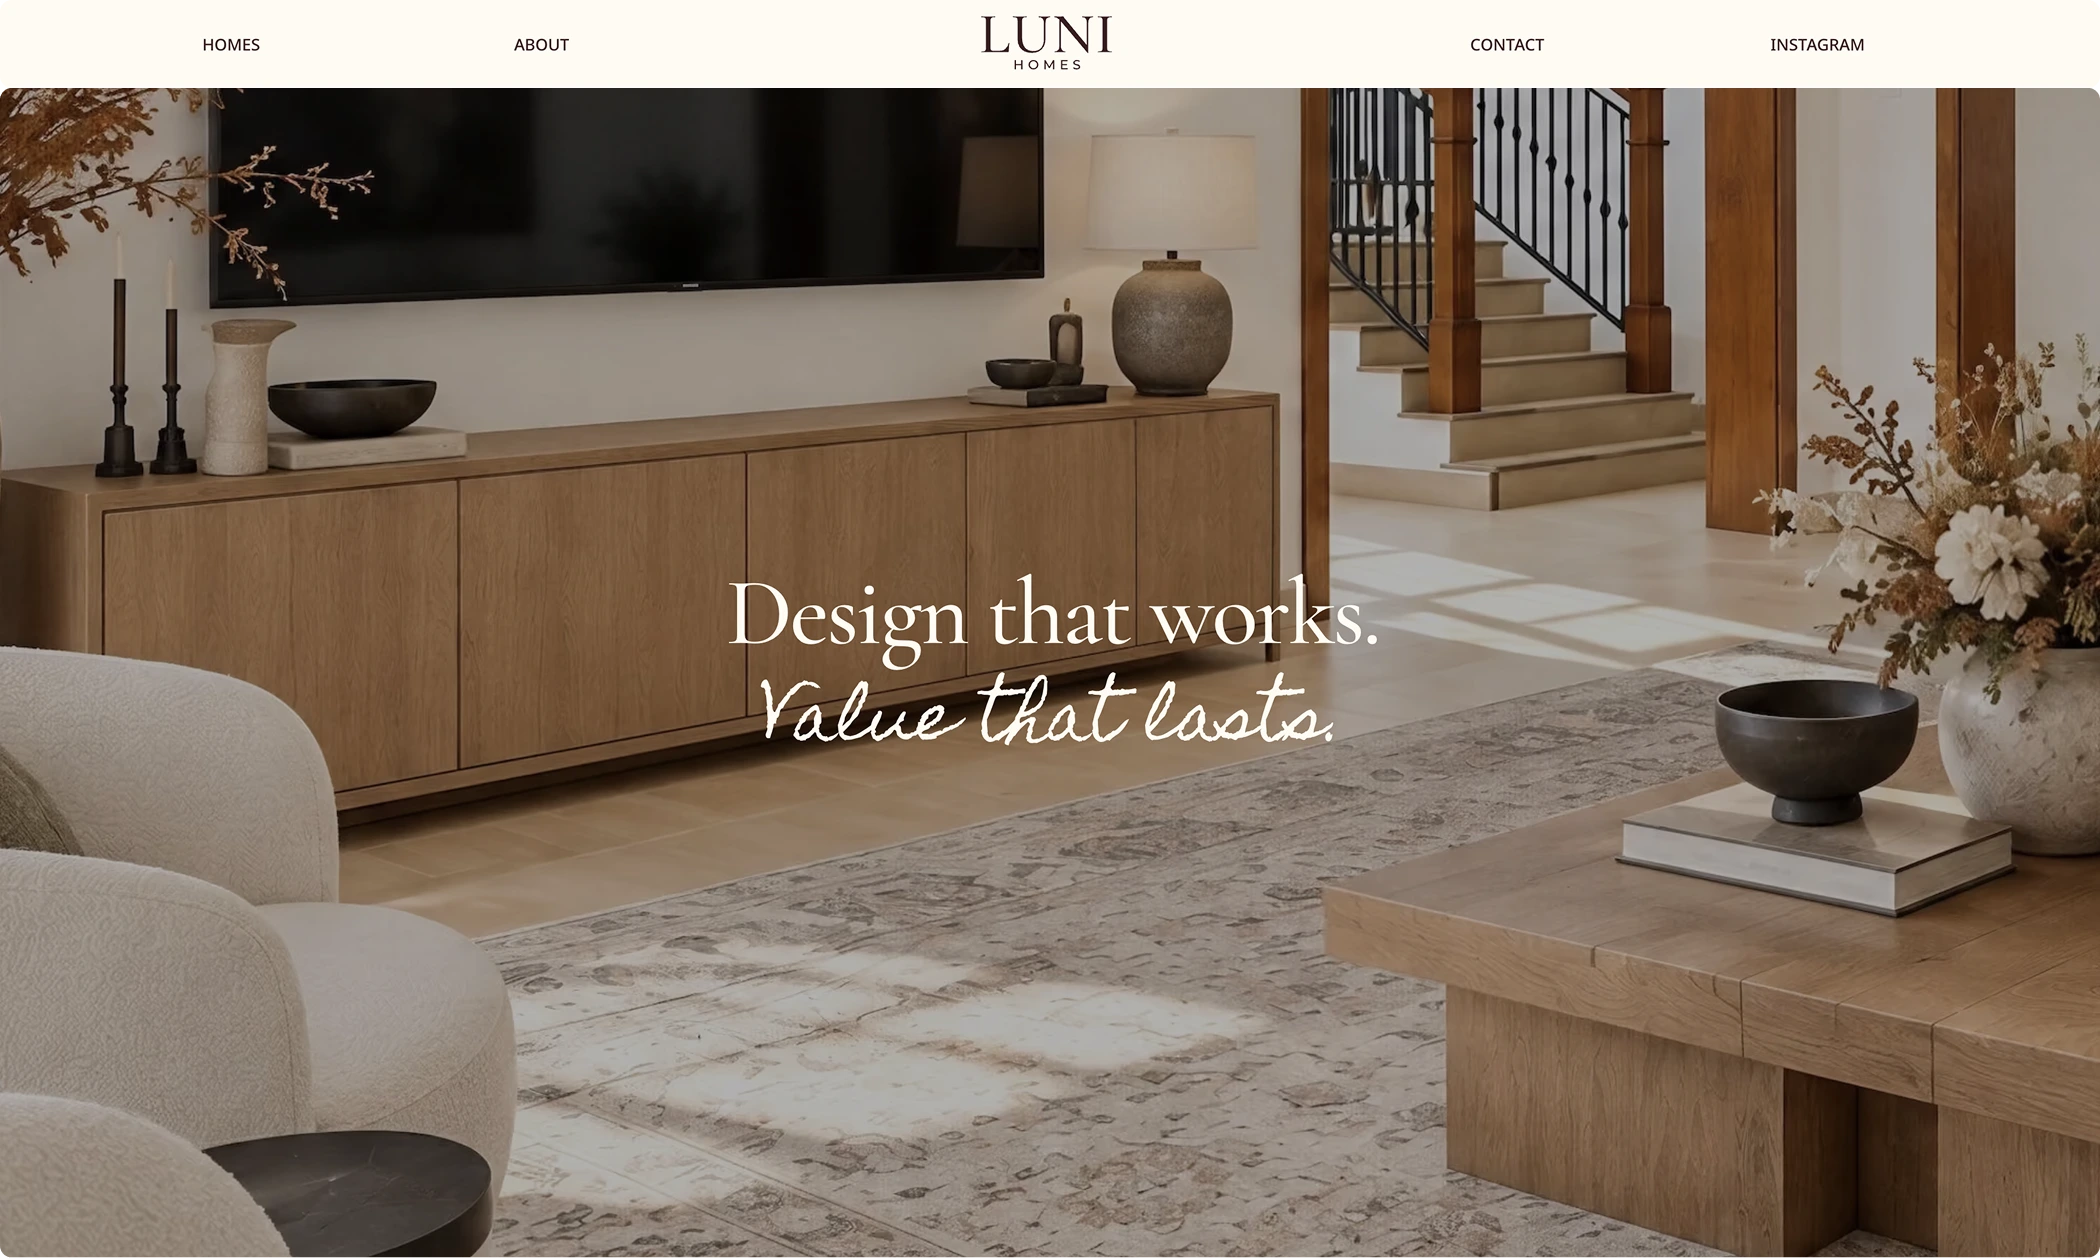 HOMES
ABOUT
LUNI
HOMES
CONTACT
INSTAGRAM
Design that works.
Value that lasts.